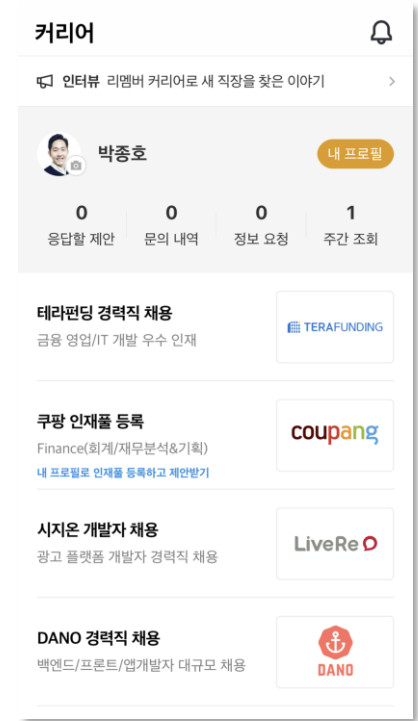 커리어
인터뷰 리멤버 커리어로 새 직장을 찾은 이야기
박종호
내 프로필
0 0 0 1
응답할 제안 문의 내역 정보 요청 주간 조회
테라펀딩 경력직 채용
금융 영업/IT 개발 우수 인재
TERAFUNDING
쿠팡 인재풀 등록
Finance(회계/재무분석&기획)
내 프로필로 인재풀 등록하고 제안받기
coupang
시지온 개발자 채용
광고 플랫폼 개발자 경력직 채용
LiveRe
DANO 경력직 채용
백엔드/프론트/앱개발자 대규모 채용
DANO